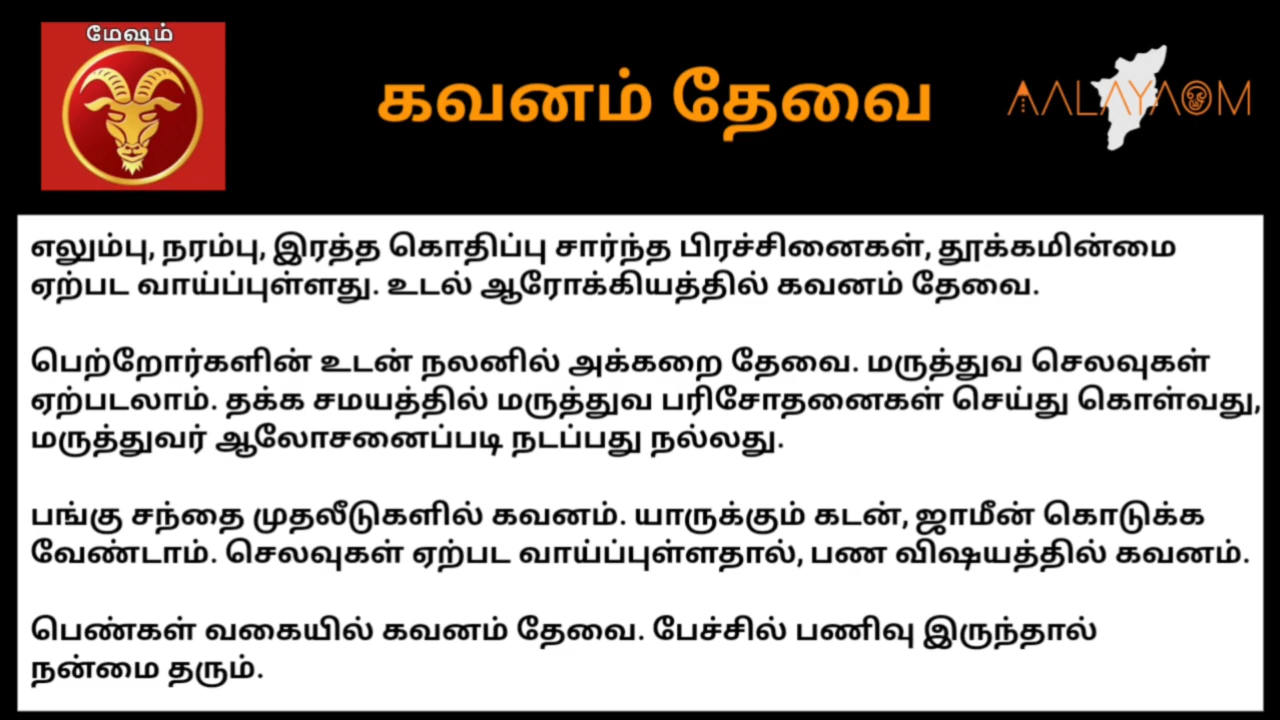 மேஷம்
கவனம் தேவை
AALAYAOM
எலும்பு, நரம்பு, இரத்த கொதிப்பு சார்ந்த பிரச்சினைகள், தூக்கமின்மை
ஏற்பட வாய்ப்புள்ளது. உடல் ஆரோக்கியத்தில் கவனம் தேவை.
பெற்றோர்களின் உடன் நலனில் அக்கறை தேவை. மருத்துவ செலவுகள்
ஏற்படலாம். தக்க சமயத்தில் மருத்துவ பரிசோதனைகள் செய்து கொள்வது,
மருத்துவர் ஆலோசனைப்படி நடப்பது நல்லது.
பங்கு சந்தை முதலீடுகளில் கவனம். யாருக்கும் கடன், ஜாமீன் கொடுக்க
வேண்டாம். செலவுகள் ஏற்பட வாய்ப்புள்ளதால், பண விஷயத்தில் கவனம்.
பெண்கள் வகையில் கவனம் தேவை. பேச்சில் பணிவு இருந்தால்
நன்மை தரும்.